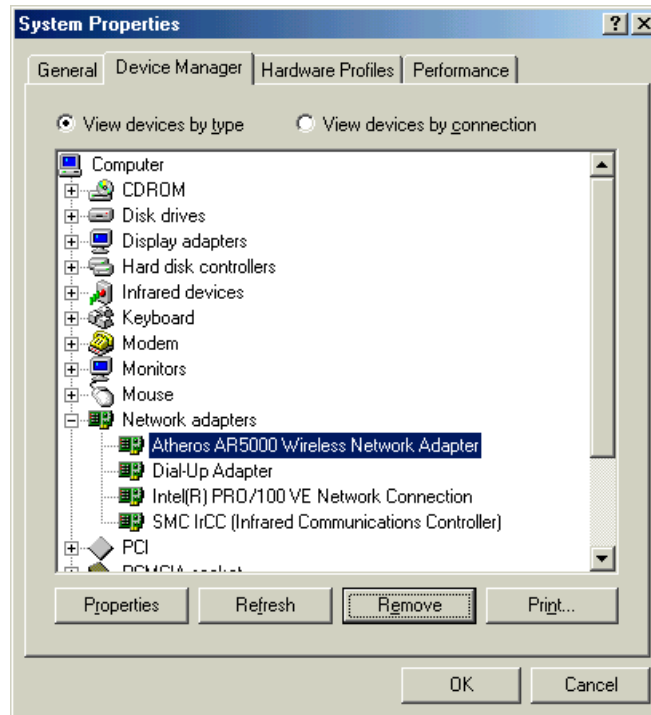 System Properties
General Device Manager Hardware Profiles Performance
View devices by type View devices by connection
Computer
CDROM
Disk drives
Display adapters
Hard disk controllers
Infrared devices
Keyboard
Modem
Monitors
Mouse
Network adapters
Atheros AR5000 Wireless Network Adapter
Dial-Up Adapter
Intel(R) PRO/100 VE Network Connection
SMC IrCC (Infrared Communications Controller)
PCI
PCMCIA socket
Properties Refresh Remove Print...
OK Cancel